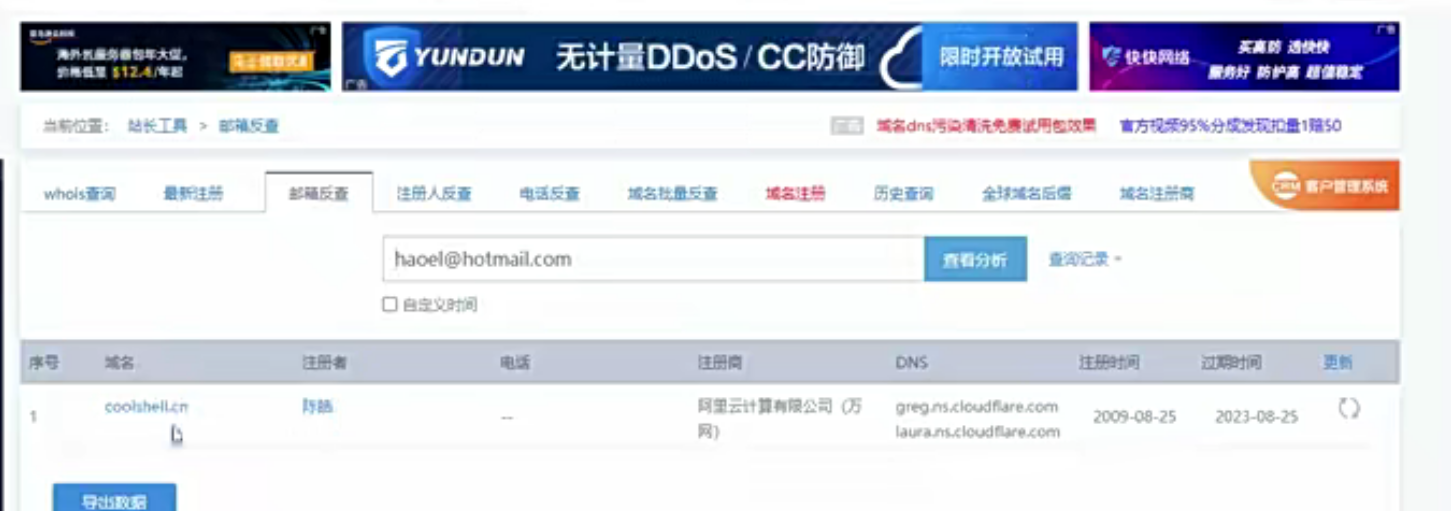 广告
海外机服务器包年大促，
价格低至 $12.4/年起
YUNDUN 无计量DDoS / CC防御
限时开放试用
广告
快快网络
买高防 选快快
服务好 防护高 超值稳定
广告
当前位置: 站长工具 > 邮箱反查
域名dns污染清洗免费试用包效果 官方视频95%分成发现扣量1赔50
whois查询 最新注册 邮箱反查 注册人反查 电话反查 域名批量反查 域名注册 历史查询 全球域名后缀 域名注册商
CRM 客户管理系统
haoel@hotmail.com
查看分析
查询记录
自定义时间
序号 域名 注册者 电话 注册商 DNS 注册时间 过期时间 更新
1 coolshell.cn 陈皓 -- 阿里云计算有限公司（万网） greg.ns.cloudflare.com 2009-08-25 2023-08-25
laura.ns.cloudflare.com
导出数据